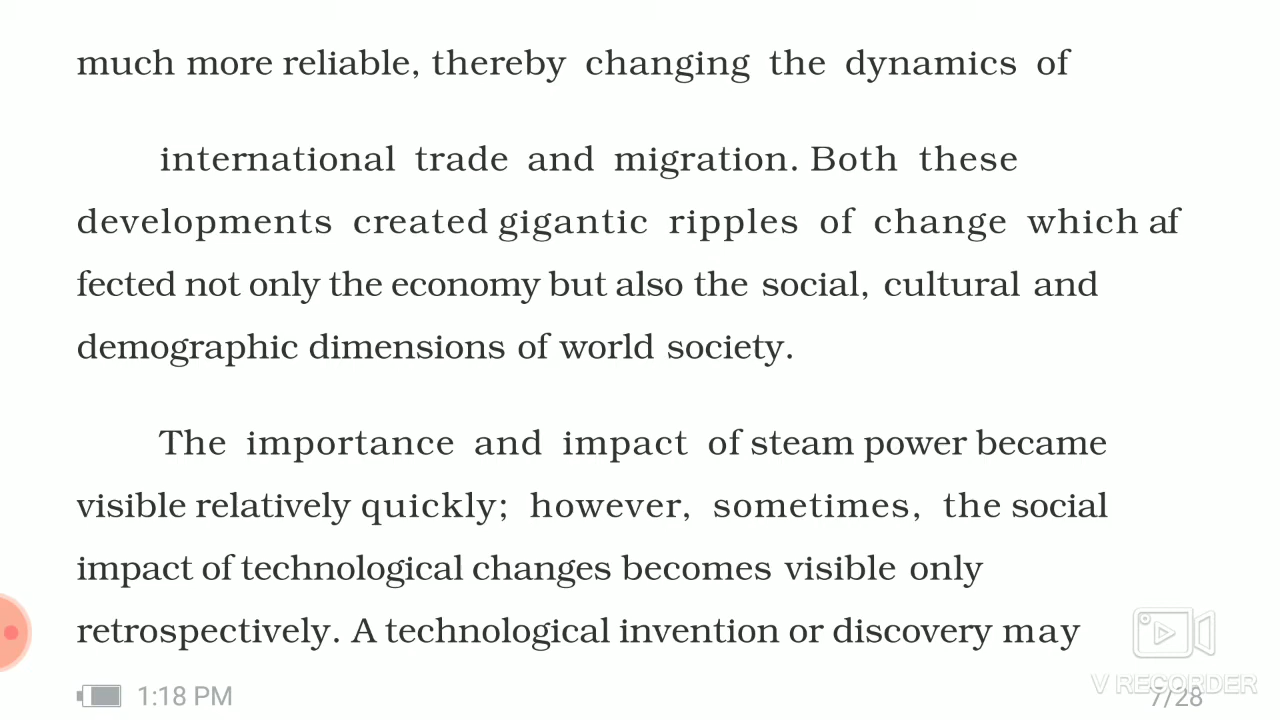 much more reliable, thereby changing the dynamics of
international trade and migration. Both these
developments created gigantic ripples of change which af
fected not only the economy but also the social, cultural and
demographic dimensions of world society.
The importance and impact of steam power became
visible relatively quickly; however, sometimes, the social
impact of technological changes becomes visible only
retrospectively. A technological invention or discovery may
V RECORDER
1:18 PM
7/28